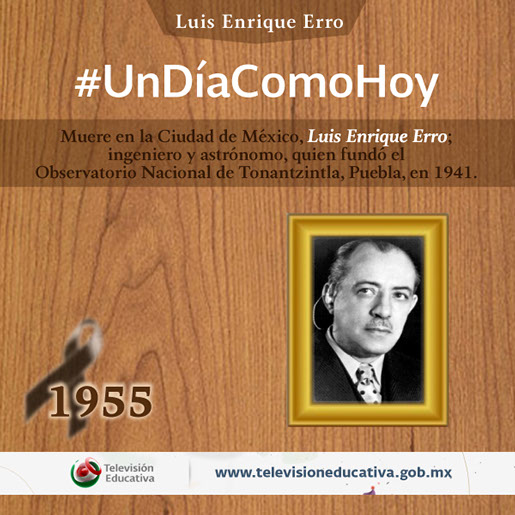 Luis Enrique Erro
#UnDíaComoHoy
Muere en la Ciudad de México, Luis Enrique Erro;
ingeniero y astrónomo, quien fundó el
Observatorio Nacional de Tonantzintla, Puebla, en 1941.
1955
Televisión
Educativa
www.televisioneducativa.gob.mx